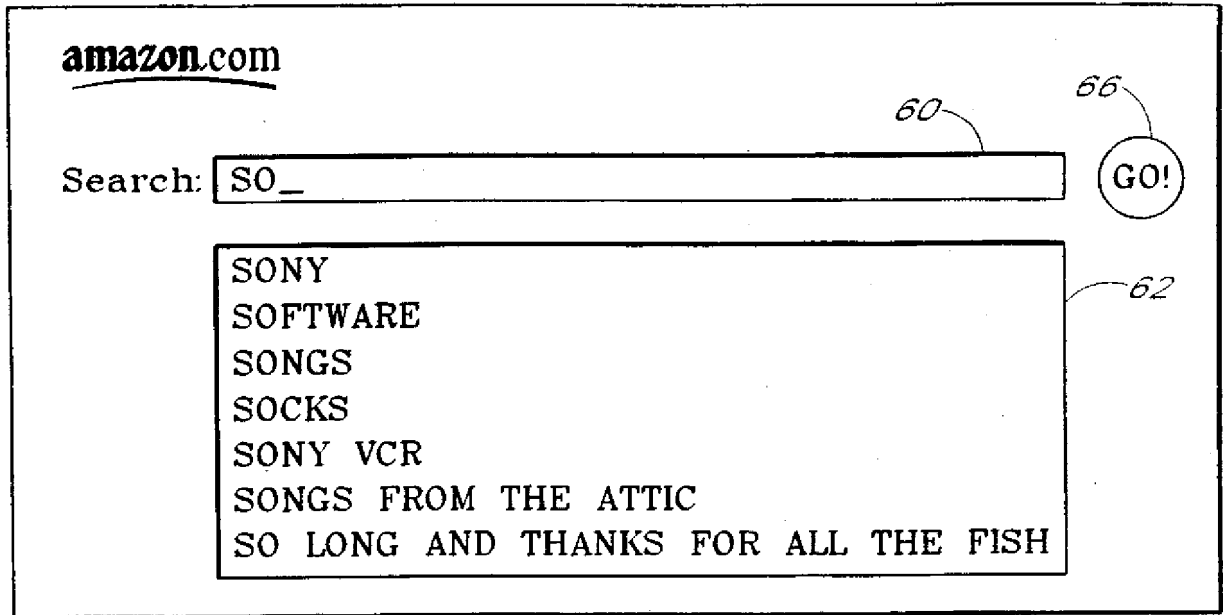 amazon.com
66
60
Search: SO_ GO!
SONY
62
SOFTWARE
SONGS
SOCKS
SONY VCR
SONGS FROM THE ATTIC
SO LONG AND THANKS FOR ALL THE FISH